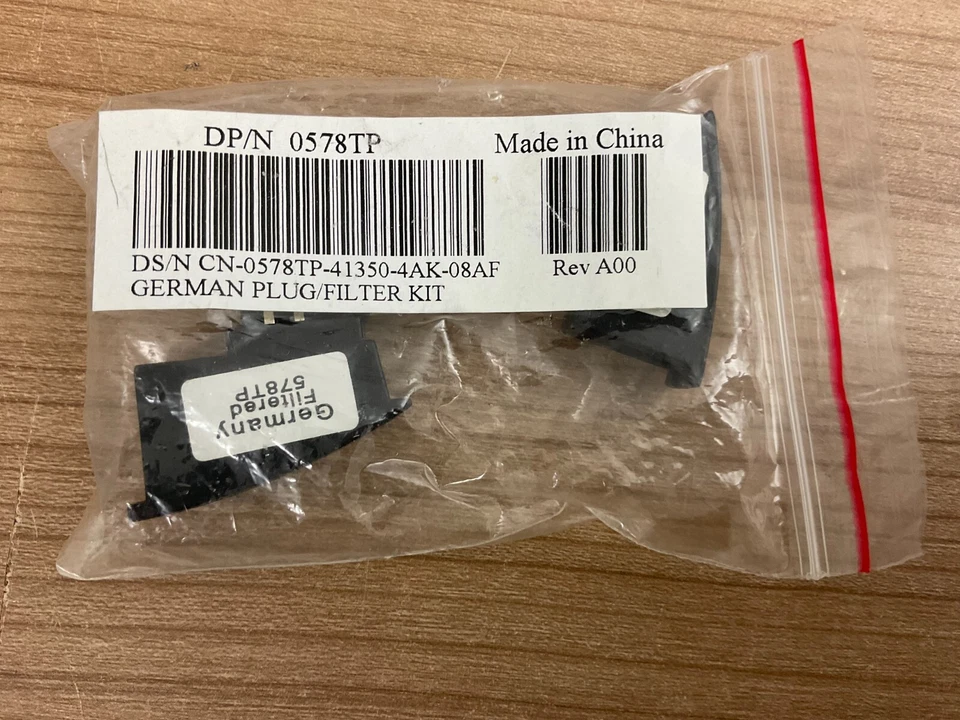 DP/N 0578TP
Made in China
DS/N CN-0578TP-41350-4AK-08AF
Rev A00
GERMAN PLUG/FILTER KIT
Germany
Filtered
578TP